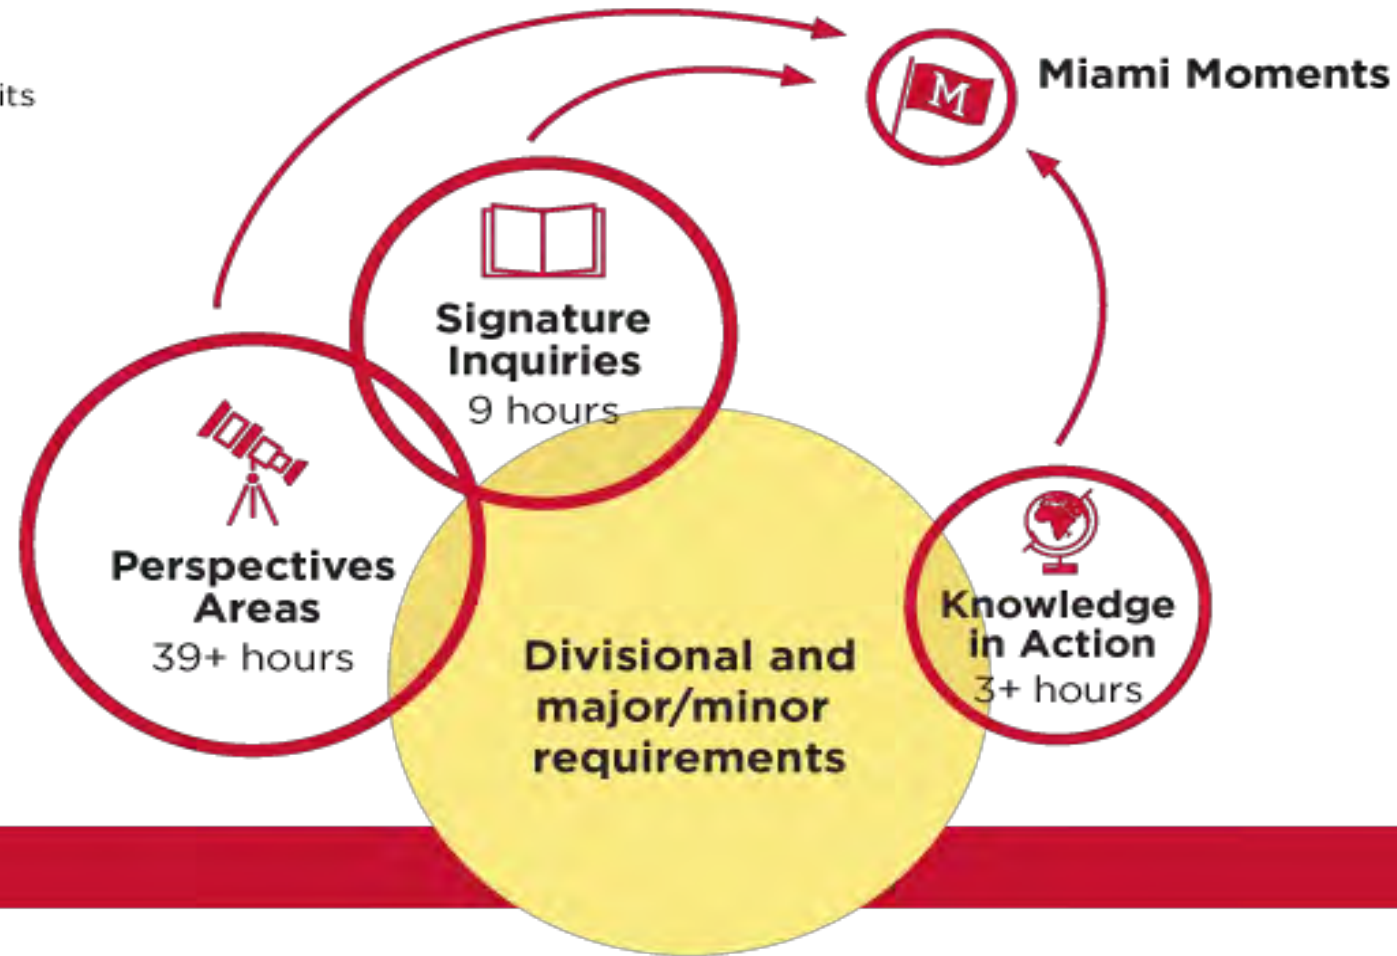 Miami Moments
M
Signature
Inquiries
9 hours
Perspectives
Areas
39+ hours
Divisional and
major/minor
requirements
Knowledge
in Action
3+ hours